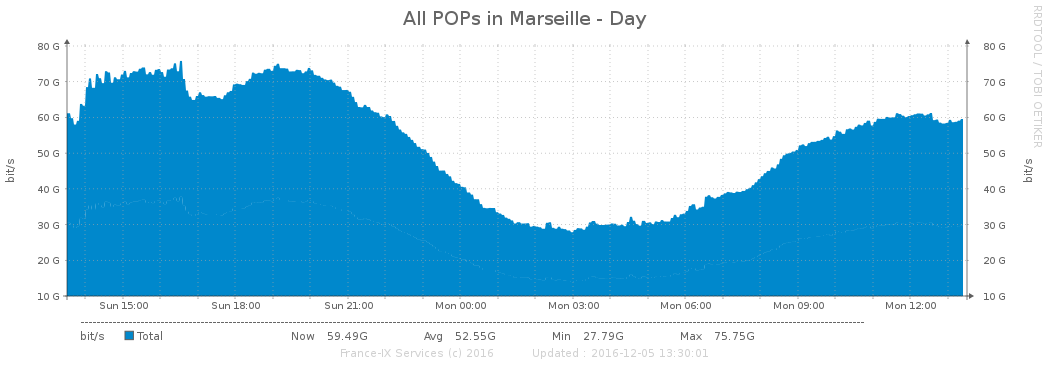 All POPs in Marseille - Day
RRDTOOL / TOBI OETIKER
80 G 80 G
70 G 70 G
60 G 60 G
50 G 50 G
40 G 40 G
30 G 30 G
20 G 20 G
10 G 10 G
bit/s bit/s
Sun 15:00 Sun 18:00 Sun 21:00 Mon 00:00 Mon 03:00 Mon 06:00 Mon 09:00 Mon 12:00
bit/s Total Now 59.49G Avg 52.55G Min 27.79G Max 75.75G
France-IX Services (c) 2016 Updated : 2016-12-05 13:30:01